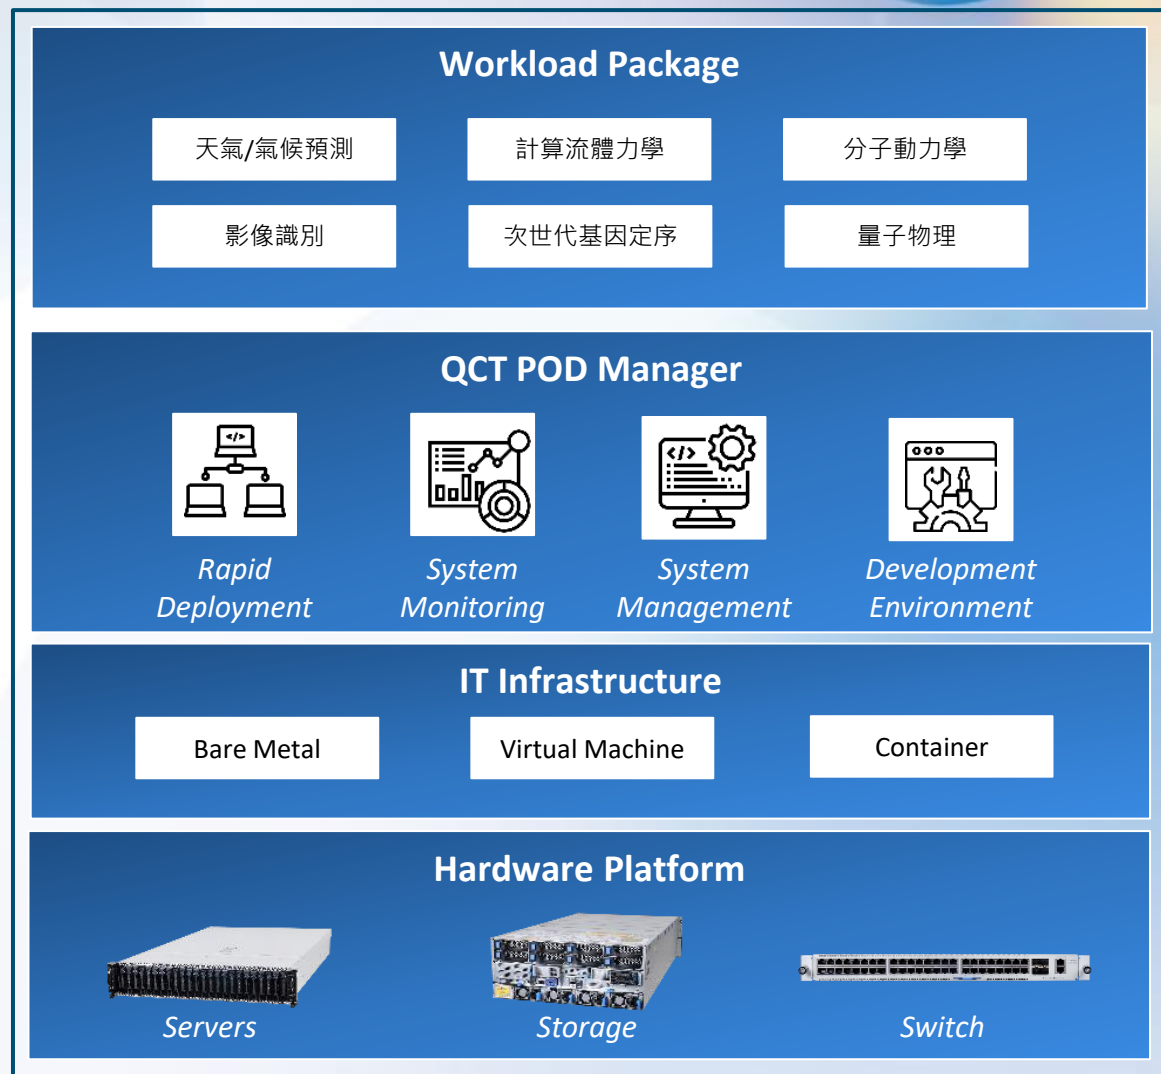 Workload Package
天氣/氣候預測
計算流體力學
分子動力學
影像識別
次世代基因定序
量子物理
QCT POD Manager
Rapid
Deployment
System
Monitoring
System
Management
Development
Environment
IT Infrastructure
Bare Metal
Virtual Machine
Container
Hardware Platform
Servers
Storage
Switch